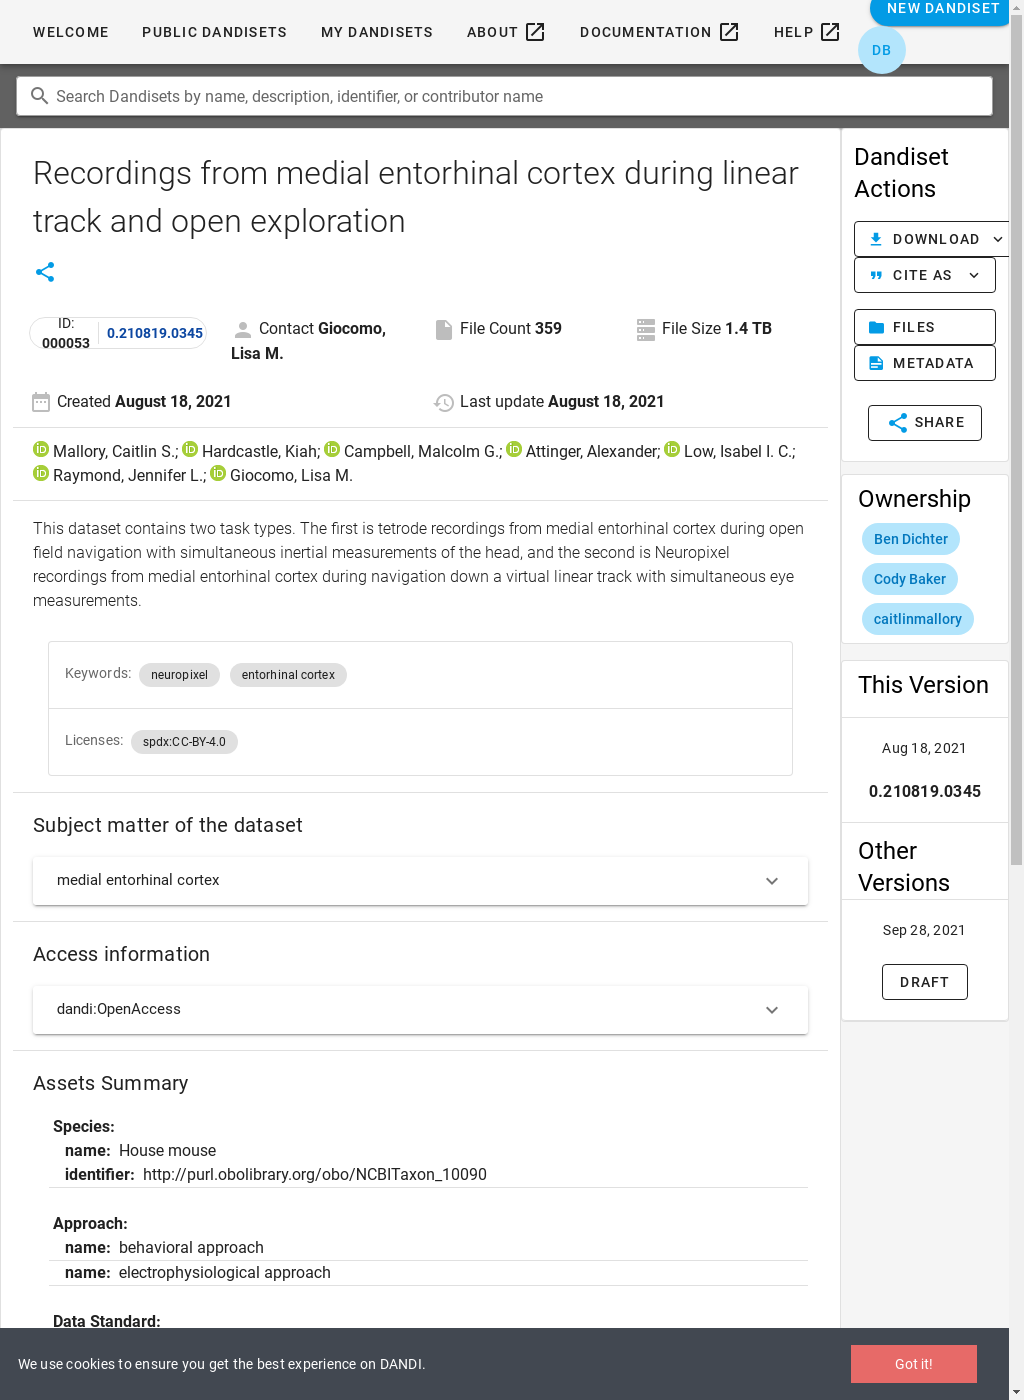 WELCOME PUBLIC DANDISETS MY DANDISETS ABOUT DOCUMENTATION HELP NEW DANDISET
DB
Search Dandisets by name, description, identifier, or contributor name
Recordings from medial entorhinal cortex during linear
track and open exploration
ID:
000053
0.210819.0345
Contact Giocomo,
Lisa M.
File Count 359
File Size 1.4 TB
Created August 18, 2021
Last update August 18, 2021
Mallory, Caitlin S.; Hardcastle, Kiah; Campbell, Malcolm G.; Attinger, Alexander; Low, Isabel I. C.;
Raymond, Jennifer L.; Giocomo, Lisa M.
This dataset contains two task types. The first is tetrode recordings from medial entorhinal cortex during open
field navigation with simultaneous inertial measurements of the head, and the second is Neuropixel
recordings from medial entorhinal cortex during navigation down a virtual linear track with simultaneous eye
measurements.
Keywords: neuropixel entorhinal cortex
Licenses: spdx:CC-BY-4.0
Subject matter of the dataset
medial entorhinal cortex
Access information
dandi:OpenAccess
Assets Summary
Species:
name: House mouse
identifier: http://purl.obolibrary.org/obo/NCBITaxon_10090
Approach:
name: behavioral approach
name: electrophysiological approach
Data Standard:
Dandiset
Actions
DOWNLOAD
CITE AS
FILES
METADATA
SHARE
Ownership
Ben Dichter
Cody Baker
caitlinmallory
This Version
Aug 18, 2021
0.210819.0345
Other
Versions
Sep 28, 2021
DRAFT
We use cookies to ensure you get the best experience on DANDI.
Got it!